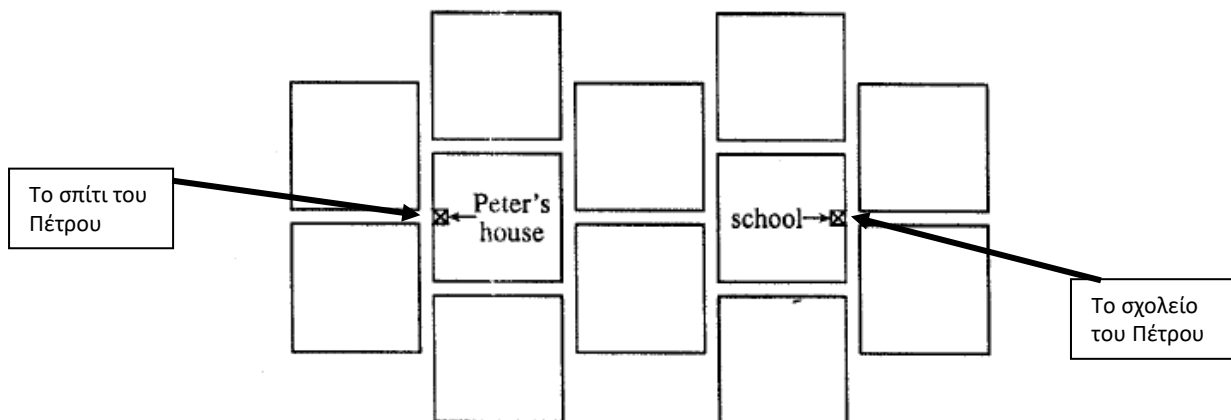 Το σπίτι του
Πέτρου
Peter's
house
school
Το σχολείο
του Πέτρου